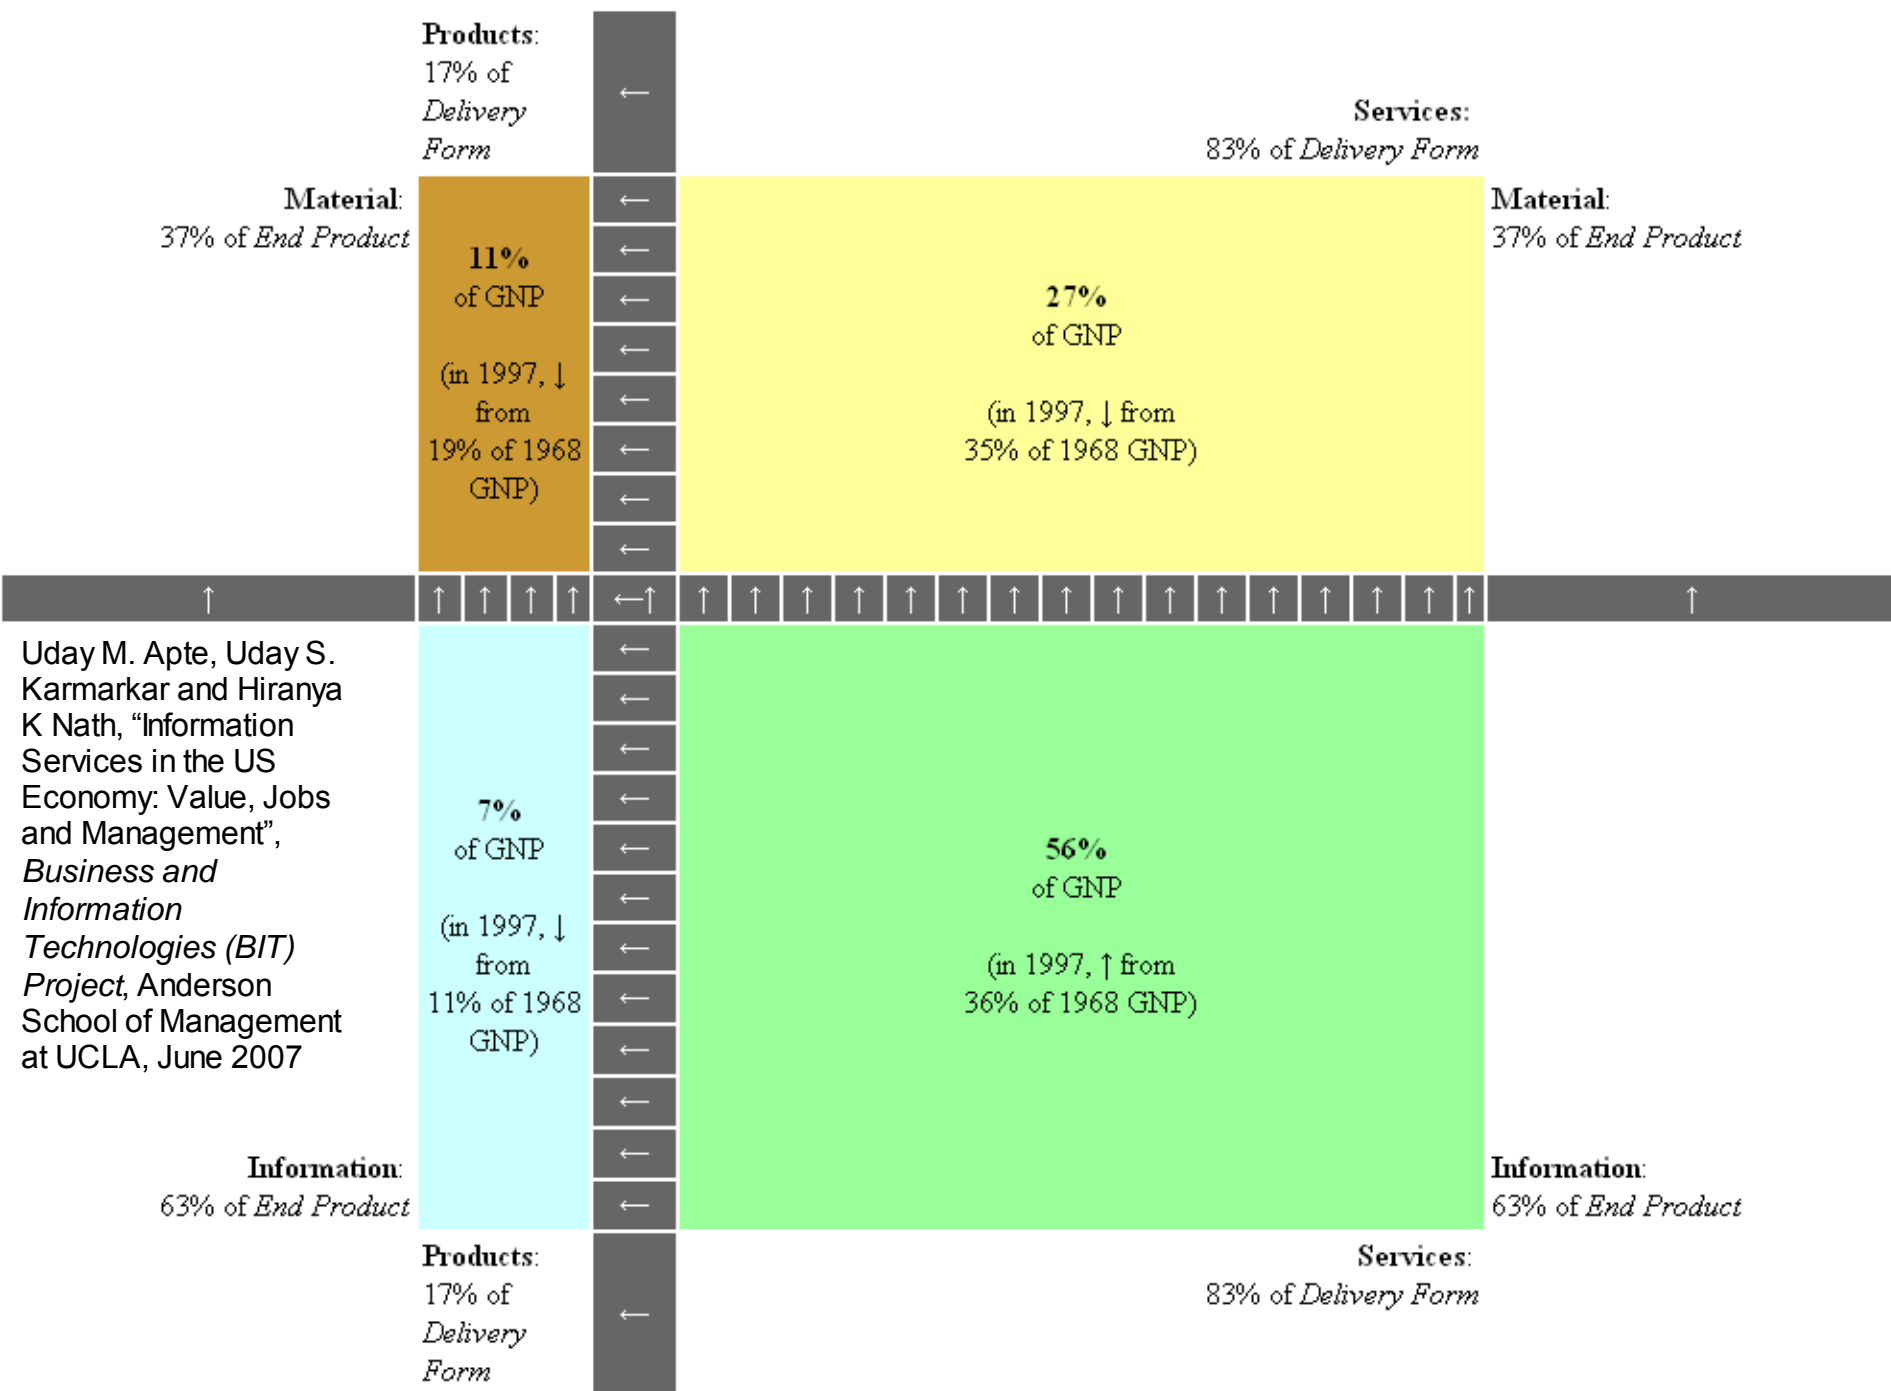 Products:
17% of
Delivery
Form
←
Services:
83% of Delivery Form
Material:
37% of End Product
11%
of GNP
(in 1997, ↓
from
19% of 1968
GNP)
←
←
←
←
←
←
←
←
27%
of GNP
(in 1997, ↓ from
35% of 1968 GNP)
Material:
37% of End Product
↑ ↑ ↑ ↑ ↑ ←↑ ↑ ↑ ↑ ↑ ↑ ↑ ↑ ↑ ↑ ↑ ↑ ↑ ↑ ↑ ↑ ↑ ↑
Uday M. Apte, Uday S.
Karmarkar and Hiranya
K Nath, “Information
Services in the US
Economy: Value, Jobs
and Management”,
Business and
Information
Technologies (BIT)
Project, Anderson
School of Management
at UCLA, June 2007
Information:
63% of End Product
7%
of GNP
(in 1997, ↓
from
11% of 1968
GNP)
←
←
←
←
←
←
←
←
←
←
←
←
56%
of GNP
(in 1997, ↑ from
36% of 1968 GNP)
Information:
63% of End Product
Products:
17% of
Delivery
Form
←
Services:
83% of Delivery Form